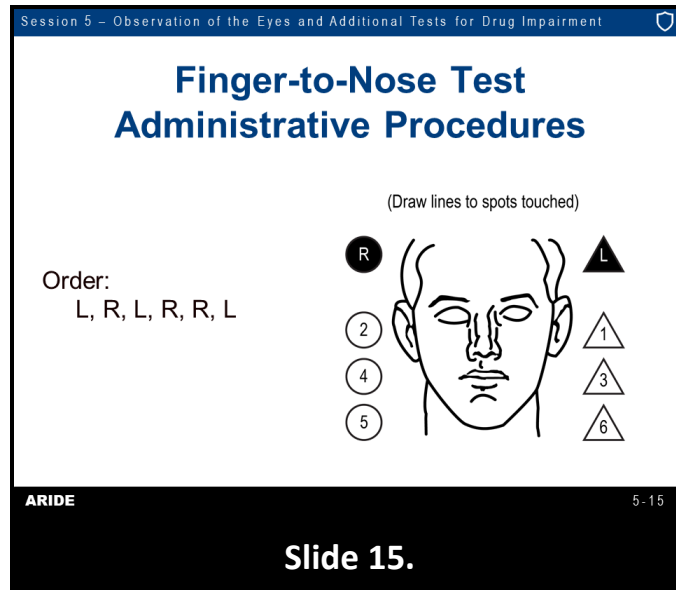 Session 5 – Observation of the Eyes and Additional Tests for Drug Impairment
Finger-to-Nose Test
Administrative Procedures
(Draw lines to spots touched)
Order:
L, R, L, R, R, L
R
L
2
1
4
3
5
6
ARIDE
5-15
Slide 15.